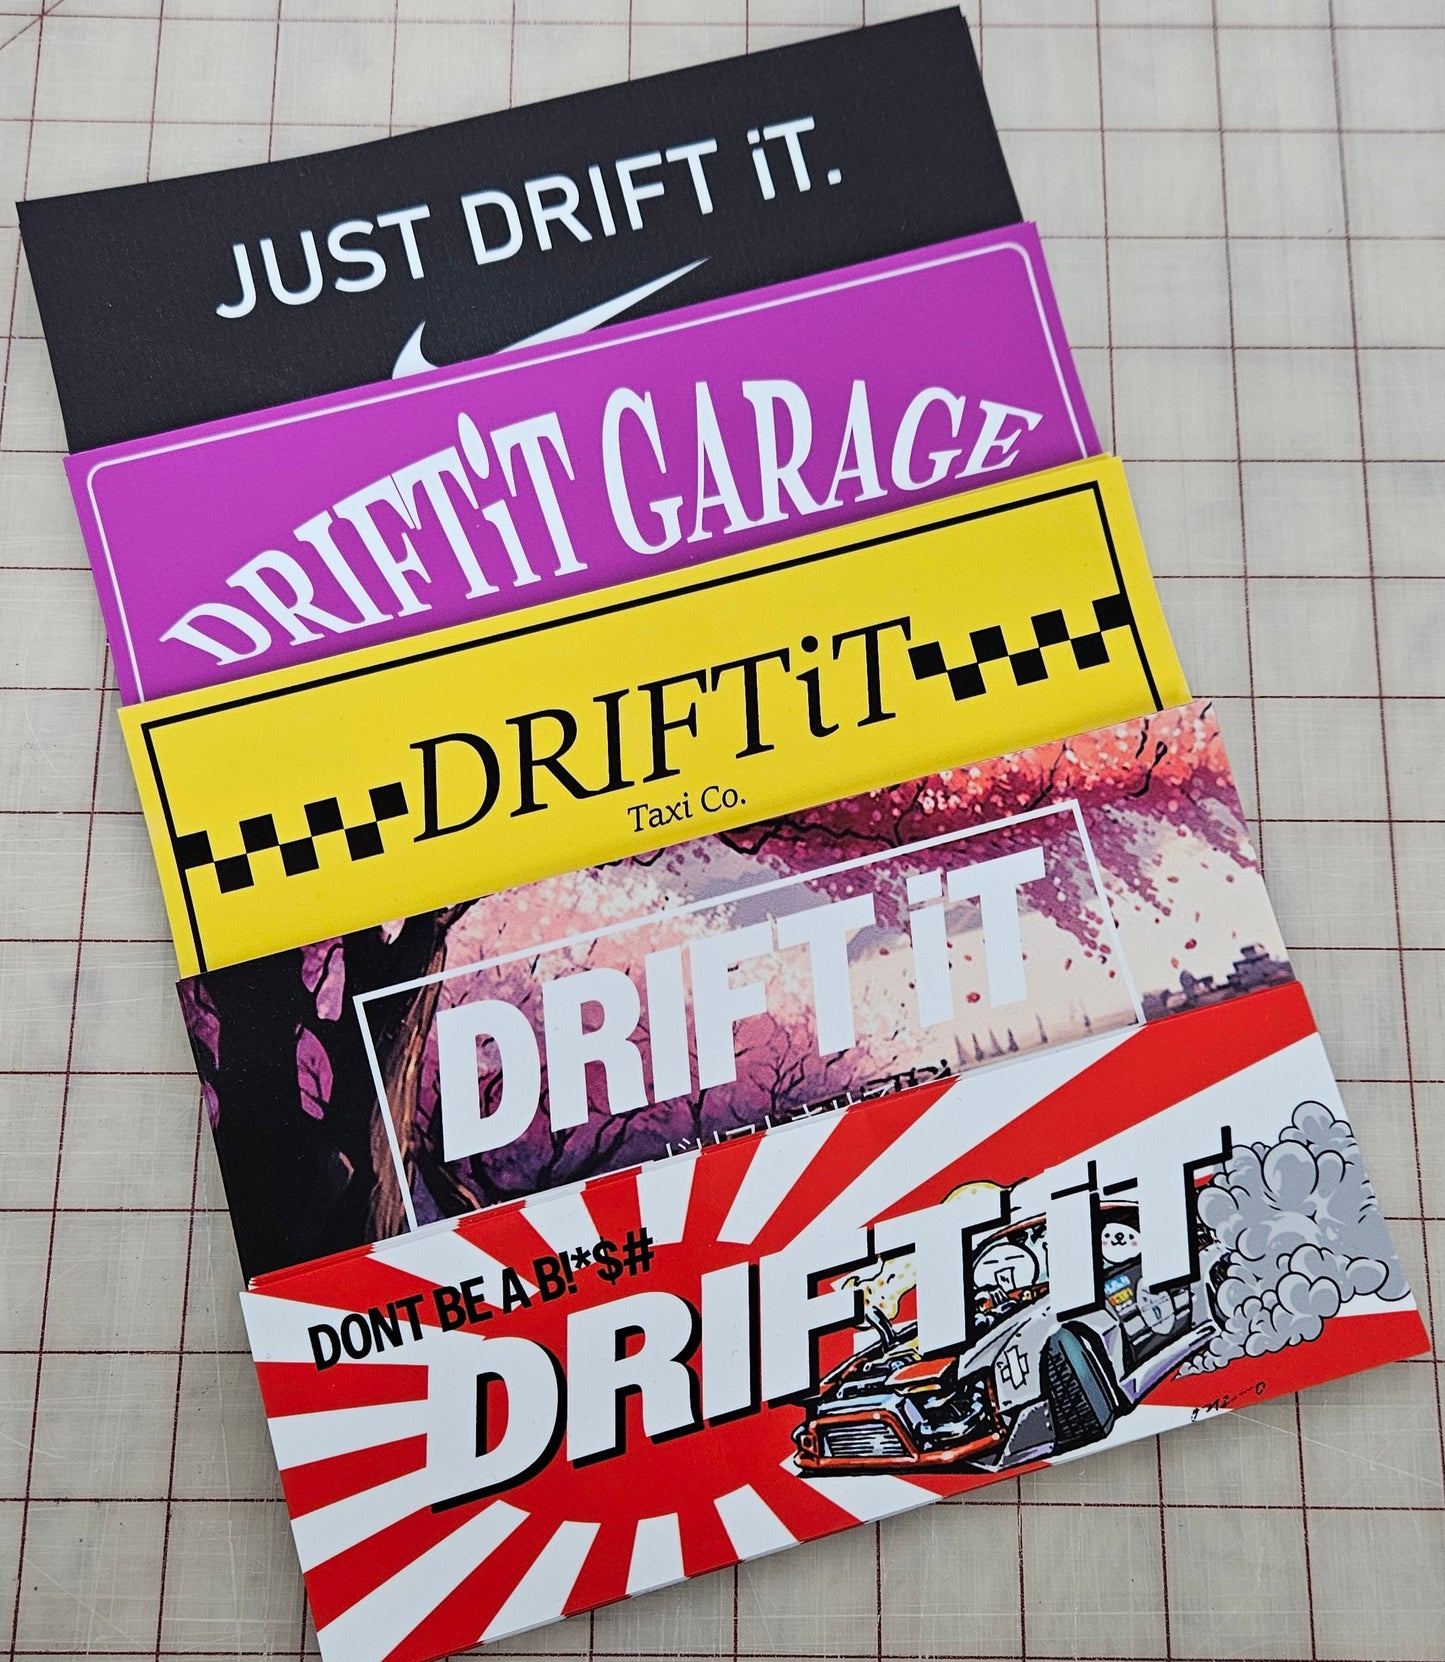 JUST DRIFT iT.
DRIFTiT GARAGE
DRIFTiT
Taxi Co.
DRIFT iT
DONT BE A B!*$#
DRIFTiT